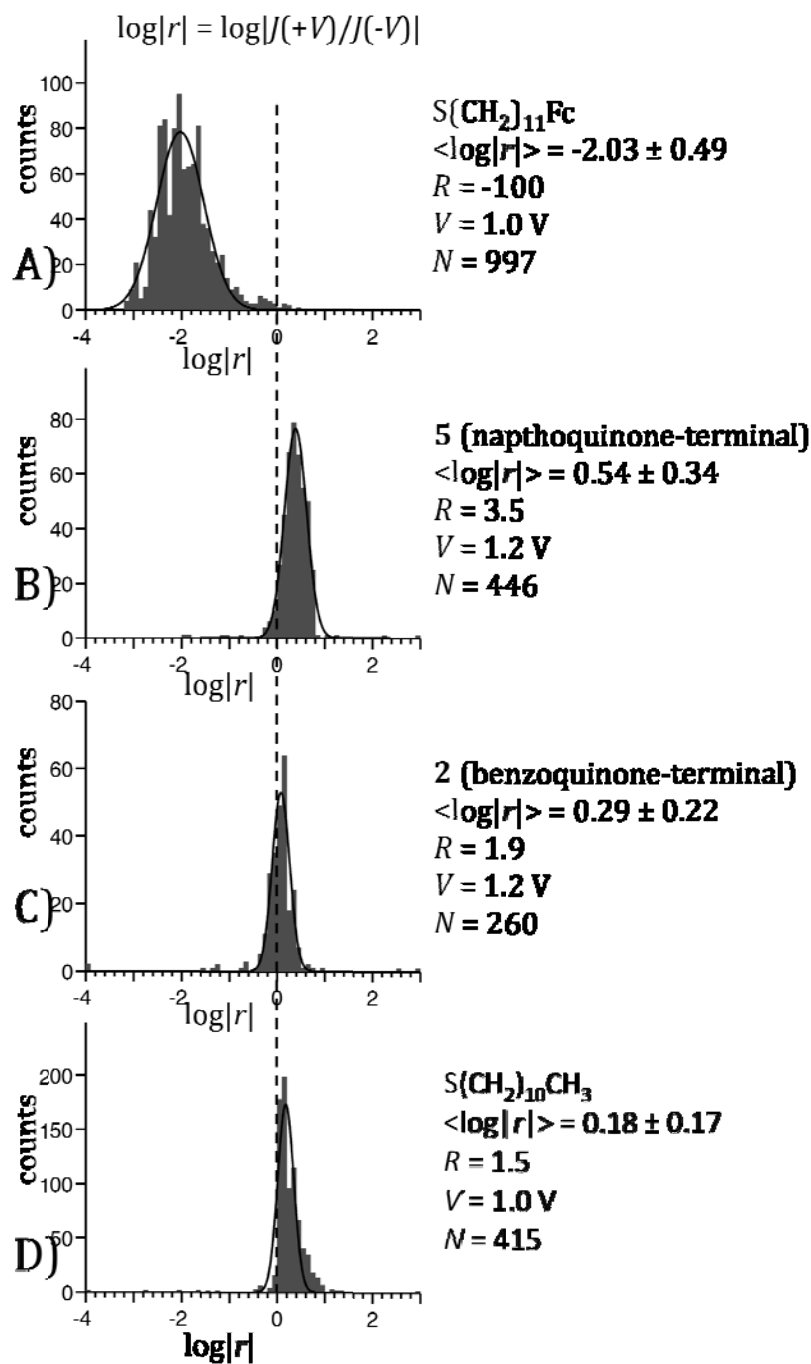 log|r| = log|J(+V)/J(-V)|
counts
100
80
60
40
20
0
A)
-4
-2
0
2
log|r|
S(CH₂)₁₁Fc
<log|r|> = -2.03 ± 0.49
R = -100
V = 1.0 V
N = 997
counts
80
60
40
20
0
B)
-4
-2
0
2
log|r|
5 (napthoquinone-terminal)
<log|r|> = 0.54 ± 0.34
R = 3.5
V = 1.2 V
N = 446
counts
80
60
40
20
0
C)
-4
-2
0
2
log|r|
2 (benzoquinone-terminal)
<log|r|> = 0.29 ± 0.22
R = 1.9
V = 1.2 V
N = 260
counts
200
150
100
50
0
D)
-4
-2
0
2
log|r|
S(CH₂)₁₀CH₃
<log|r|> = 0.18 ± 0.17
R = 1.5
V = 1.0 V
N = 415